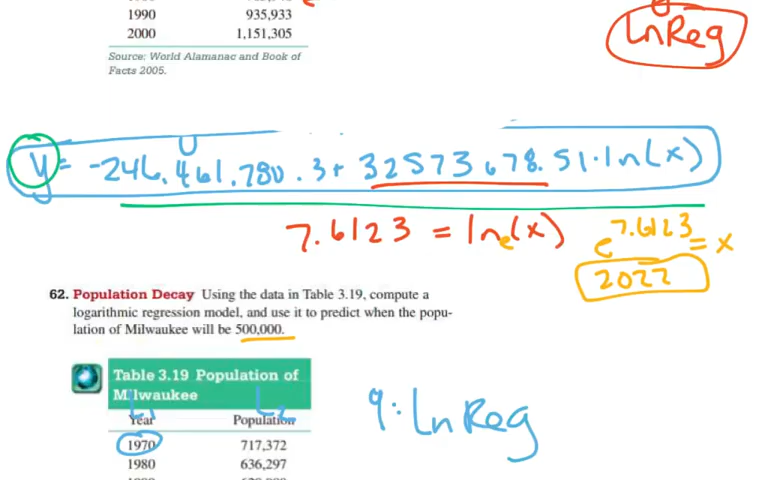 1990 935,933
2000 1,151,305
Source: World Alamanac and Book of
Facts 2005.
lnReg
y = -246,461,780.3+ 32573678.51·ln(x)
7.6123 = lnₑ(x)
e^7.6123 = x
2022
62. Population Decay Using the data in Table 3.19, compute a
logarithmic regression model, and use it to predict when the popu-
lation of Milwaukee will be 500,000.
Table 3.19 Population of
Milwaukee
L1 L2
Year Population
1970 717,372
1980 636,297
9: LnReg